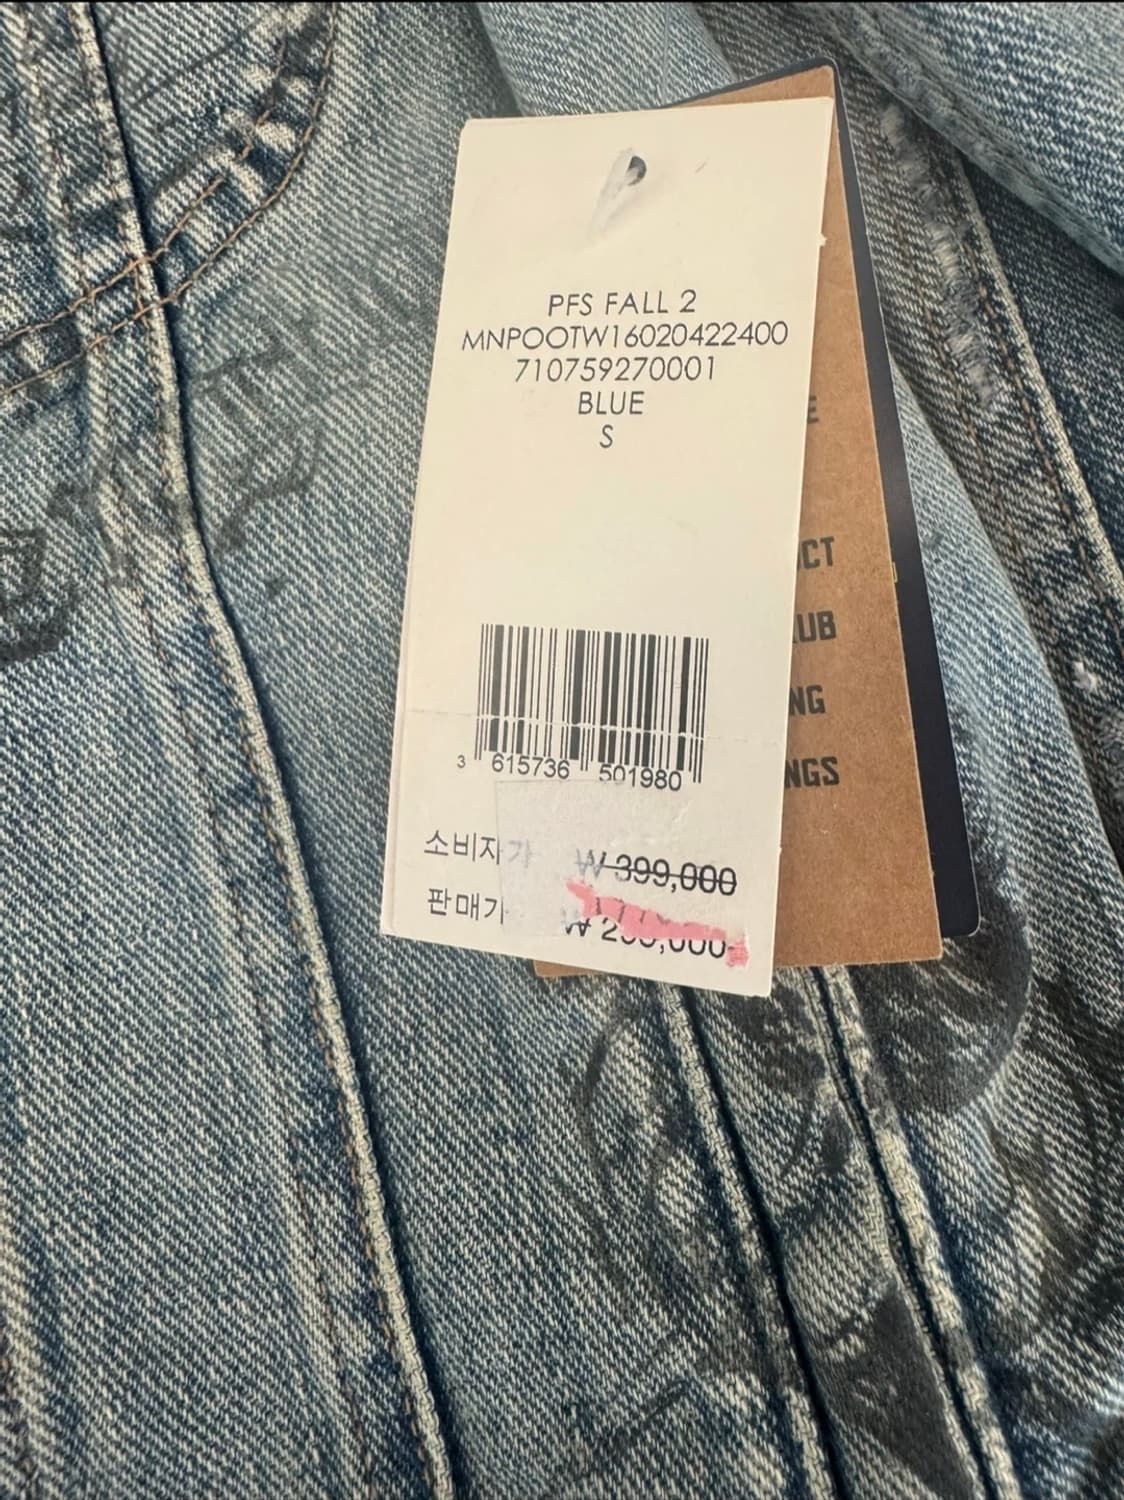 PFS FALL 2
MNPOOTW16020422400
710759270001
BLUE
S
E
CT
UB
NG
NGS
3 615736 501980
소비자가 ₩ 399,000
판매가 ₩